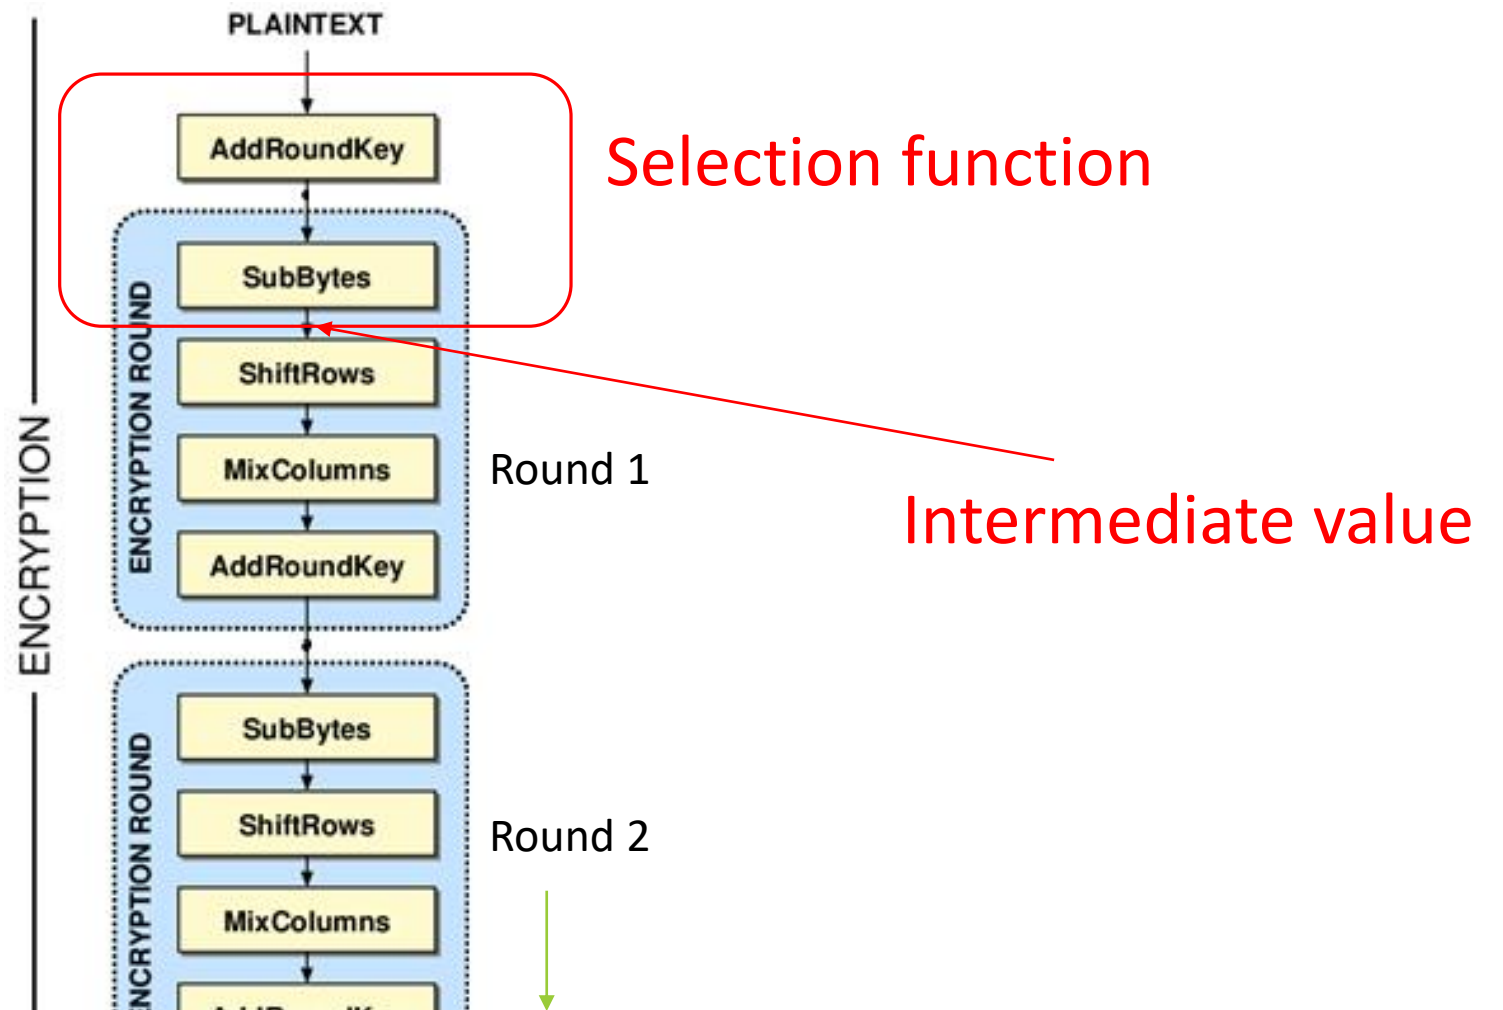 PLAINTEXT
AddRoundKey
Selection function
SubBytes
ShiftRows
MixColumns
Round 1
AddRoundKey
ENCRYPTION ROUND
Intermediate value
ENCRYPTION
SubBytes
ShiftRows
Round 2
MixColumns
NCRYPTION ROUND